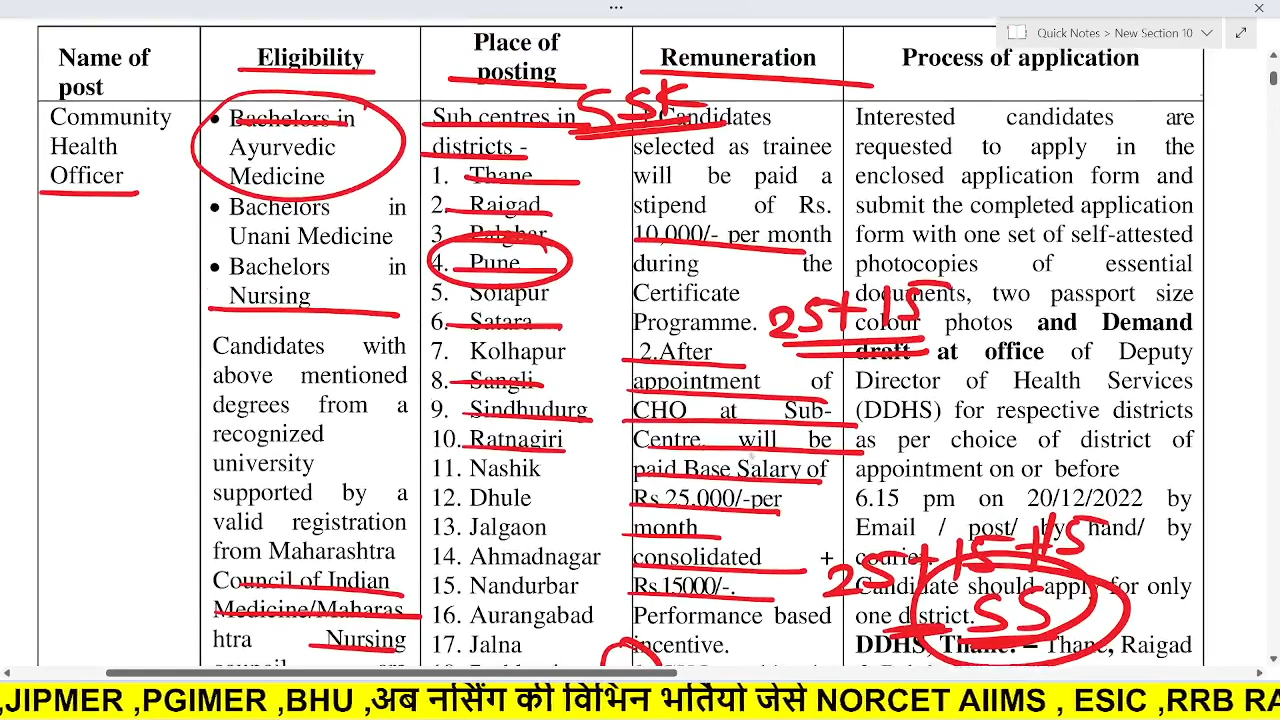 Quick Notes > New Section 10
Name of
post
Eligibility
Place of
posting
Remuneration
Process of application
Community
Health
Officer
• Bachelors in
Ayurvedic
Medicine
• Bachelors in
Unani Medicine
• Bachelors in
Nursing
Candidates with
above mentioned
degrees from a
recognized
university
supported by a
valid registration
from Maharashtra
Council of Indian
Medicine/Maharas
htra Nursing
Sub centres in
districts -
1. Thane
2. Raigad
3. Palghar
4. Pune
5. Solapur
6. Satara
7. Kolhapur
8. Sangli
9. Sindhudurg
10. Ratnagiri
11. Nashik
12. Dhule
13. Jalgaon
14. Ahmadnagar
15. Nandurbar
16. Aurangabad
17. Jalna
SSK
Candidates
selected as trainee
will be paid a
stipend of Rs.
10,000/- per month
during the
Certificate
Programme.
2.After
appointment of
CHO at Sub-
Centre, will be
paid Base Salary of
Rs.25,000/-per
month
consolidated +
Rs.15000/-.
Performance based
incentive.
25+15
Interested candidates are
requested to apply in the
enclosed application form and
submit the completed application
form with one set of self-attested
photocopies of essential
documents, two passport size
colour photos and Demand
draft at office of Deputy
Director of Health Services
(DDHS) for respective districts
as per choice of district of
appointment on or before
6.15 pm on 20/12/2022 by
Email / post/ by hand/ by
courier.
Candidate should apply for only
one district.
DDHS, Thane: – Thane, Raigad
25+15+15
SS
,JIPMER ,PGIMER ,BHU ,अब नर्सिंग की विभिन भर्तियो जेसे NORCET AIIMS , ESIC ,RRB RA